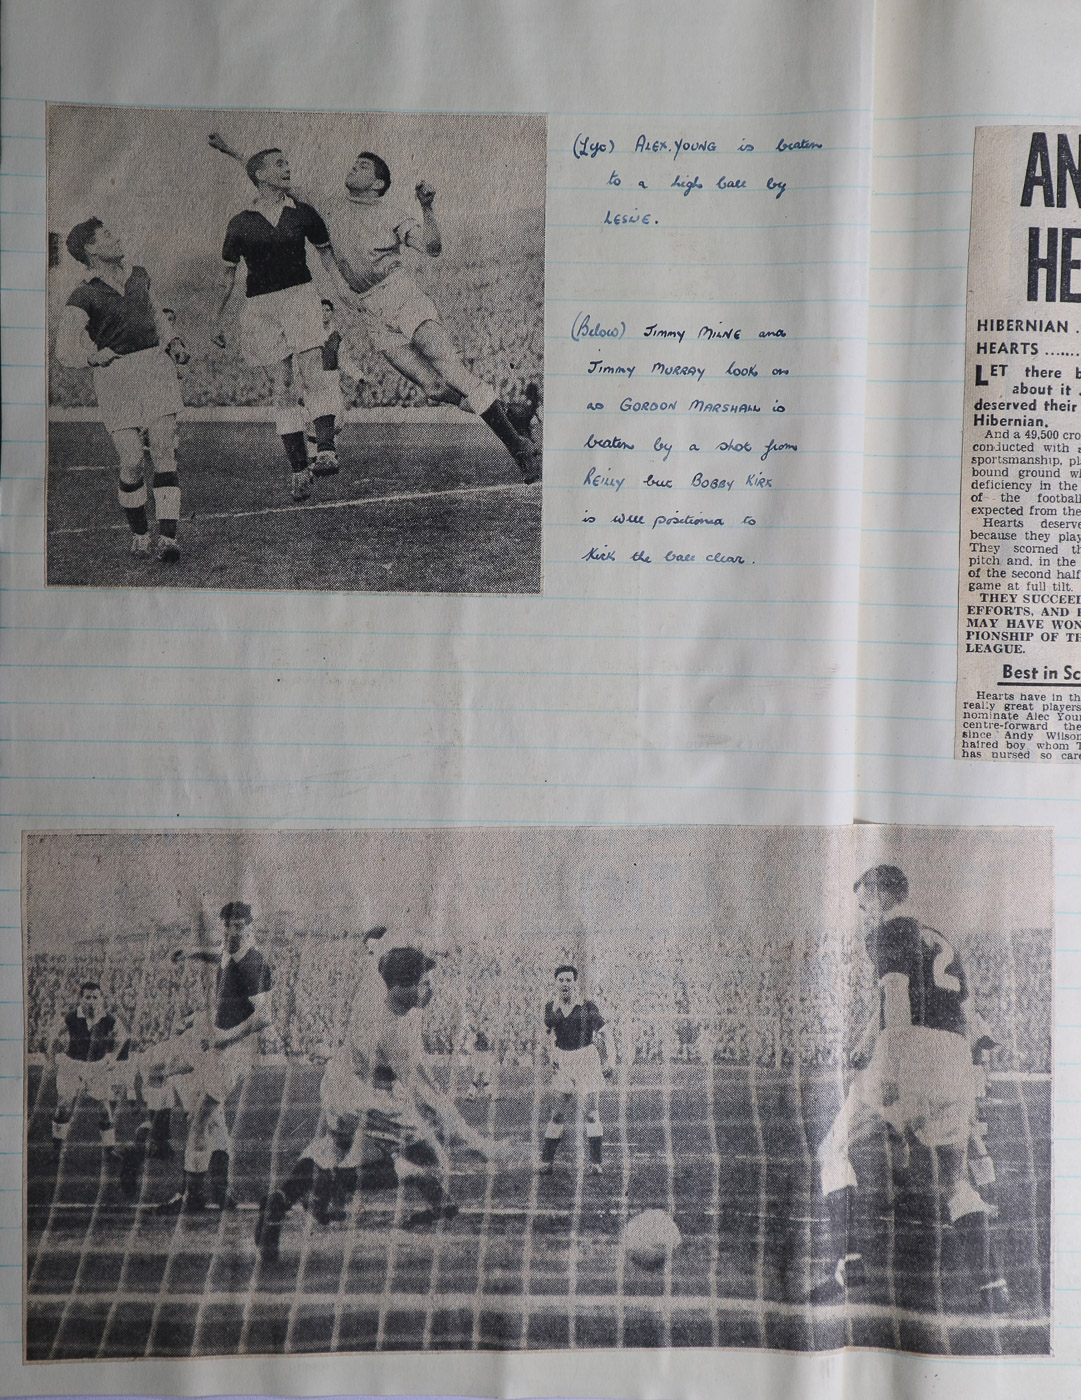 (Lyc) ALEX. YOUNG is beaten
to a high ball by
LESLIE.
(Below) Jimmy MILNE and
Jimmy MURRAY look on
as GORDON MARSHALL is
beaten by a shot from
REILLY but BOBBY KIRK
is well positioned to
kick the ball clear.
2
AN
HE
HIBERNIAN .
HEARTS ......
LET there b
about it .
deserved their
Hibernian.
And a 49,500 cro
conducted with
sportsmanship, pl
bound ground w
deficiency in the
of the football
expected from the
Hearts deserve
because they play
They scorned th
pitch and, in the
of the second half
game at full tilt.
THEY SUCCEED
EFFORTS, AND
MAY HAVE WON
PIONSHIP OF TH
LEAGUE.
Best in Sc
Hearts have in th
really great players
nominate Alec You
centre-forward the
since Andy Wilson
haired boy whom T
has nursed so care